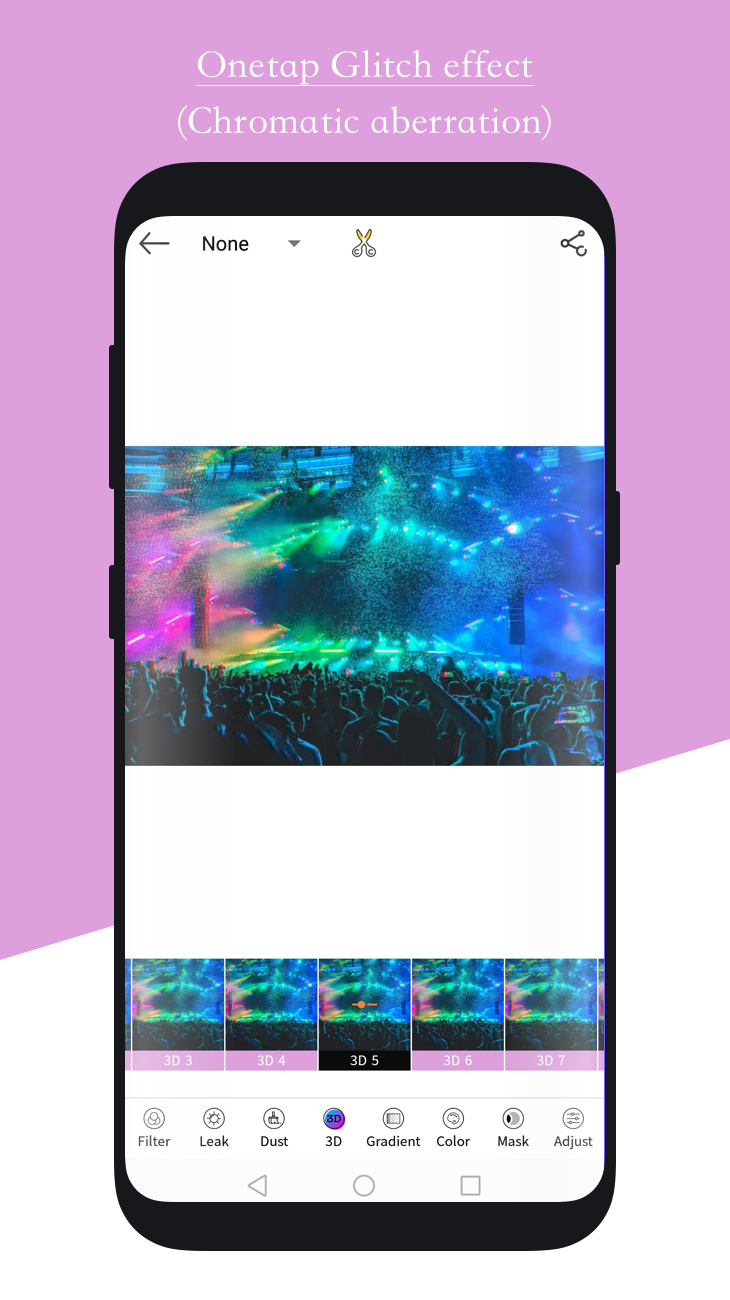 Onetap Glitch effect
(Chromatic aberration)
None
3D 3 3D 4 3D 5 3D 6 3D 7
3D
Filter Leak Dust 3D Gradient Color Mask Adjust